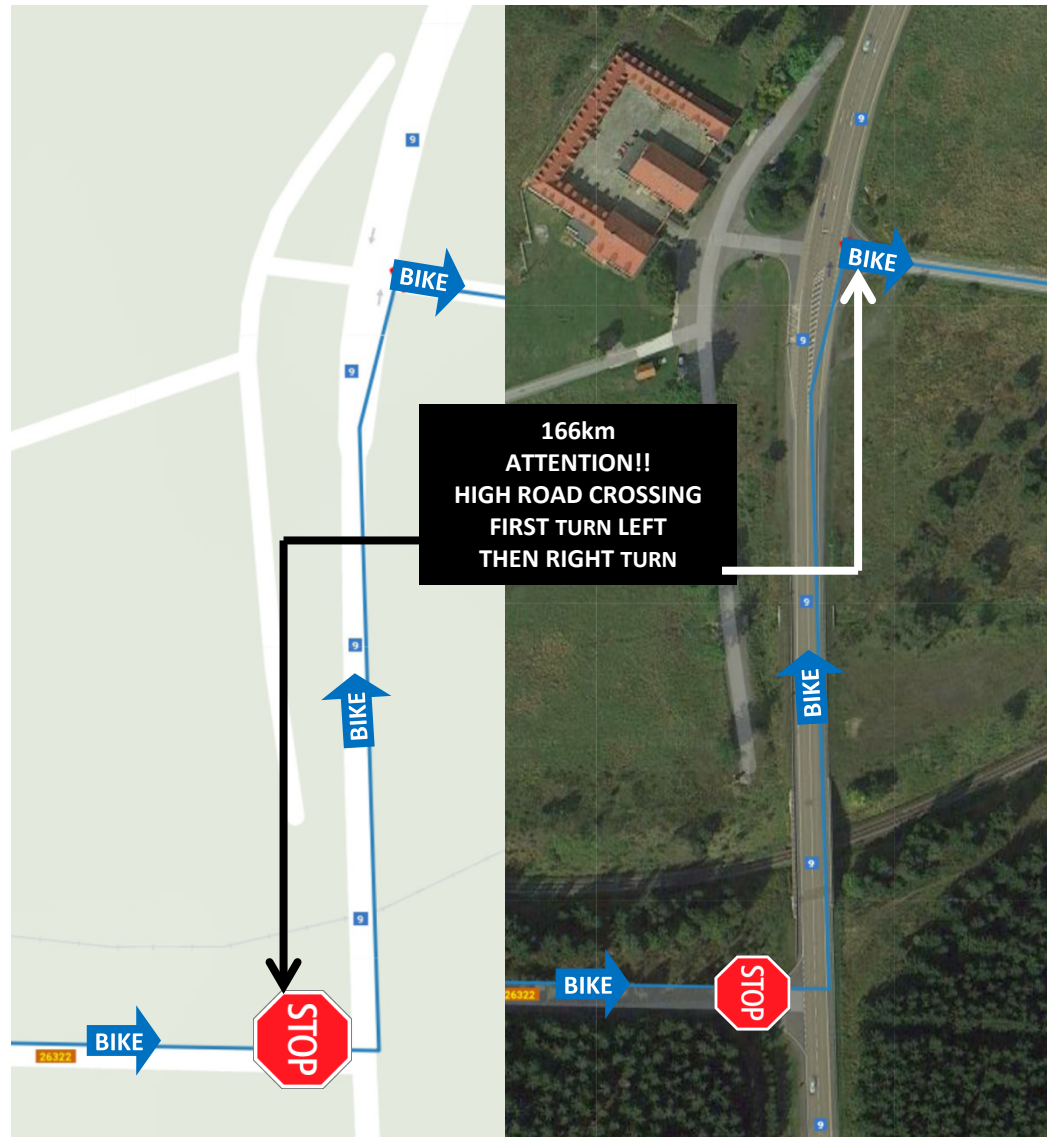 9
9
BIKE
BIKE
9
9
166km
ATTENTION!!
HIGH ROAD CROSSING
FIRST TURN LEFT
THEN RIGHT TURN
9
9
BIKE
BIKE
9
9
BIKE
STOP
26322
BIKE
STOP
26322
9